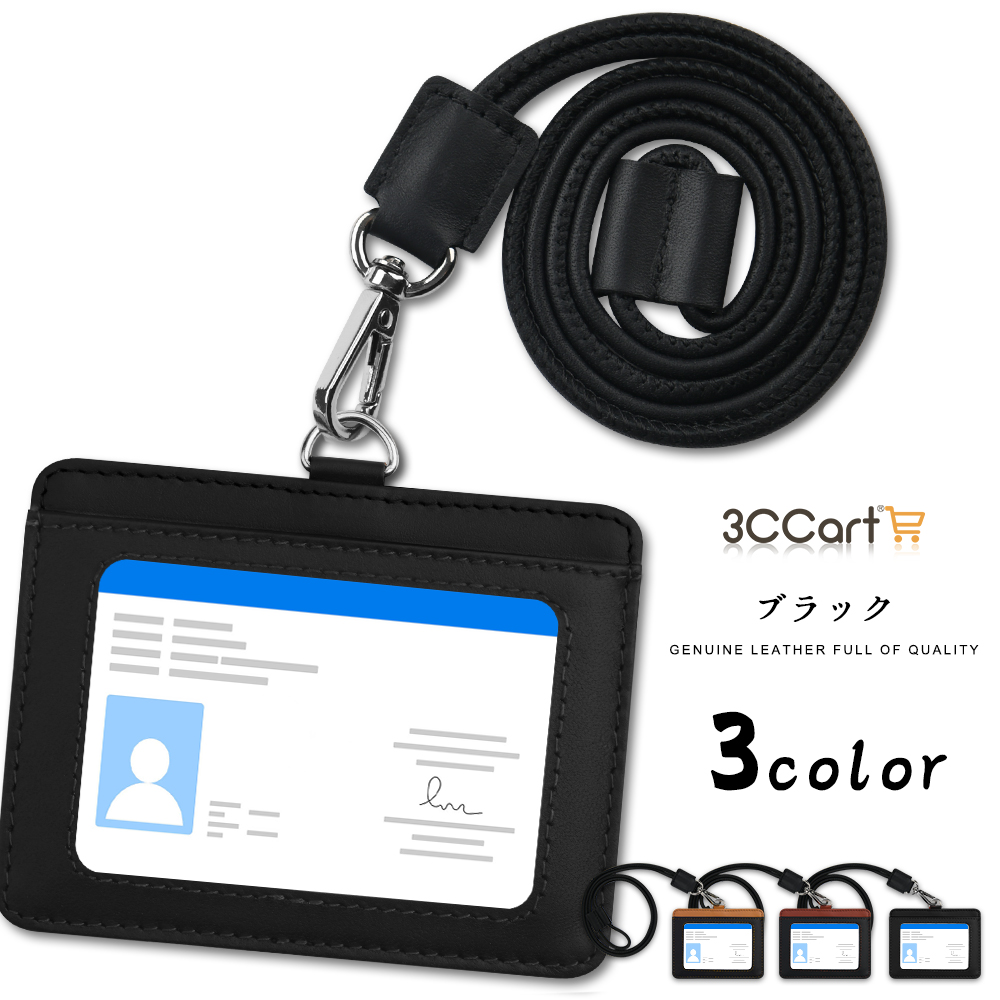 3CCart®
ブラック
GENUINE LEATHER FULL OF QUALITY
3color